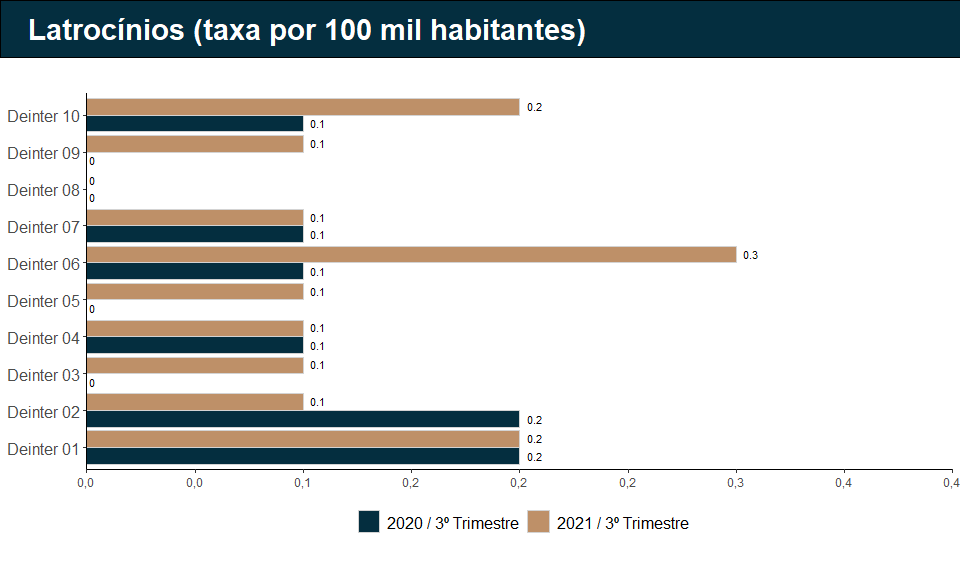 Latrocínios (taxa por 100 mil habitantes)
Deinter 10
0.2
0.1
Deinter 09
0.1
0
Deinter 08
0
0
Deinter 07
0.1
0.1
Deinter 06
0.3
0.1
Deinter 05
0.1
0
Deinter 04
0.1
0.1
Deinter 03
0.1
0
Deinter 02
0.1
0.2
Deinter 01
0.2
0.2
0,0 0,0 0,1 0,2 0,2 0,2 0,3 0,4 0,4
2020 / 3º Trimestre 2021 / 3º Trimestre